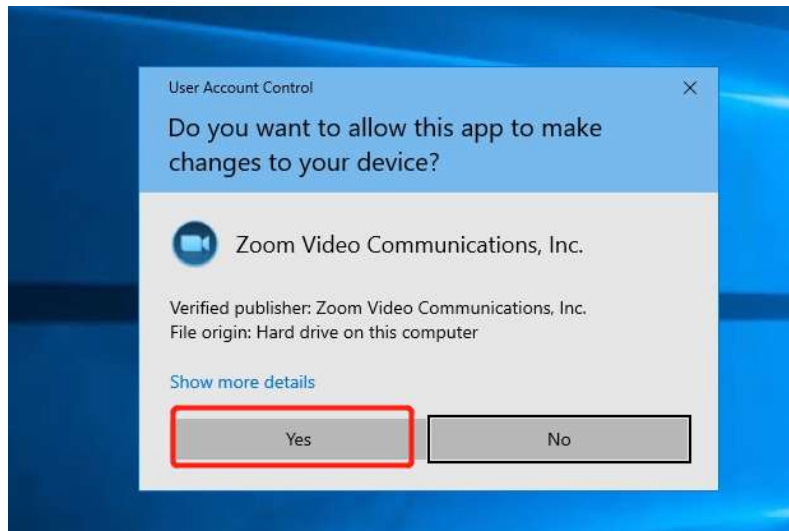 User Account Control
Do you want to allow this app to make
changes to your device?
Zoom Video Communications, Inc.
Verified publisher: Zoom Video Communications, Inc.
File origin: Hard drive on this computer
Show more details
Yes
No